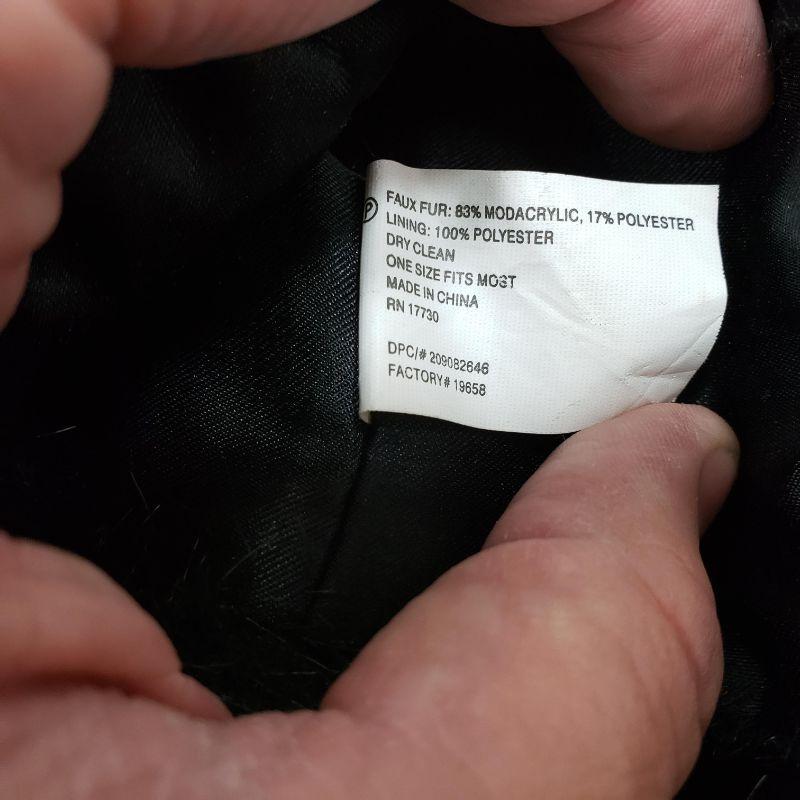 Ⓟ
FAUX FUR: 83% MODACRYLIC, 17% POLYESTER
LINING: 100% POLYESTER
DRY CLEAN
ONE SIZE FITS MOST
MADE IN CHINA
RN 17730
DPC/# 209082646
FACTORY# 19658